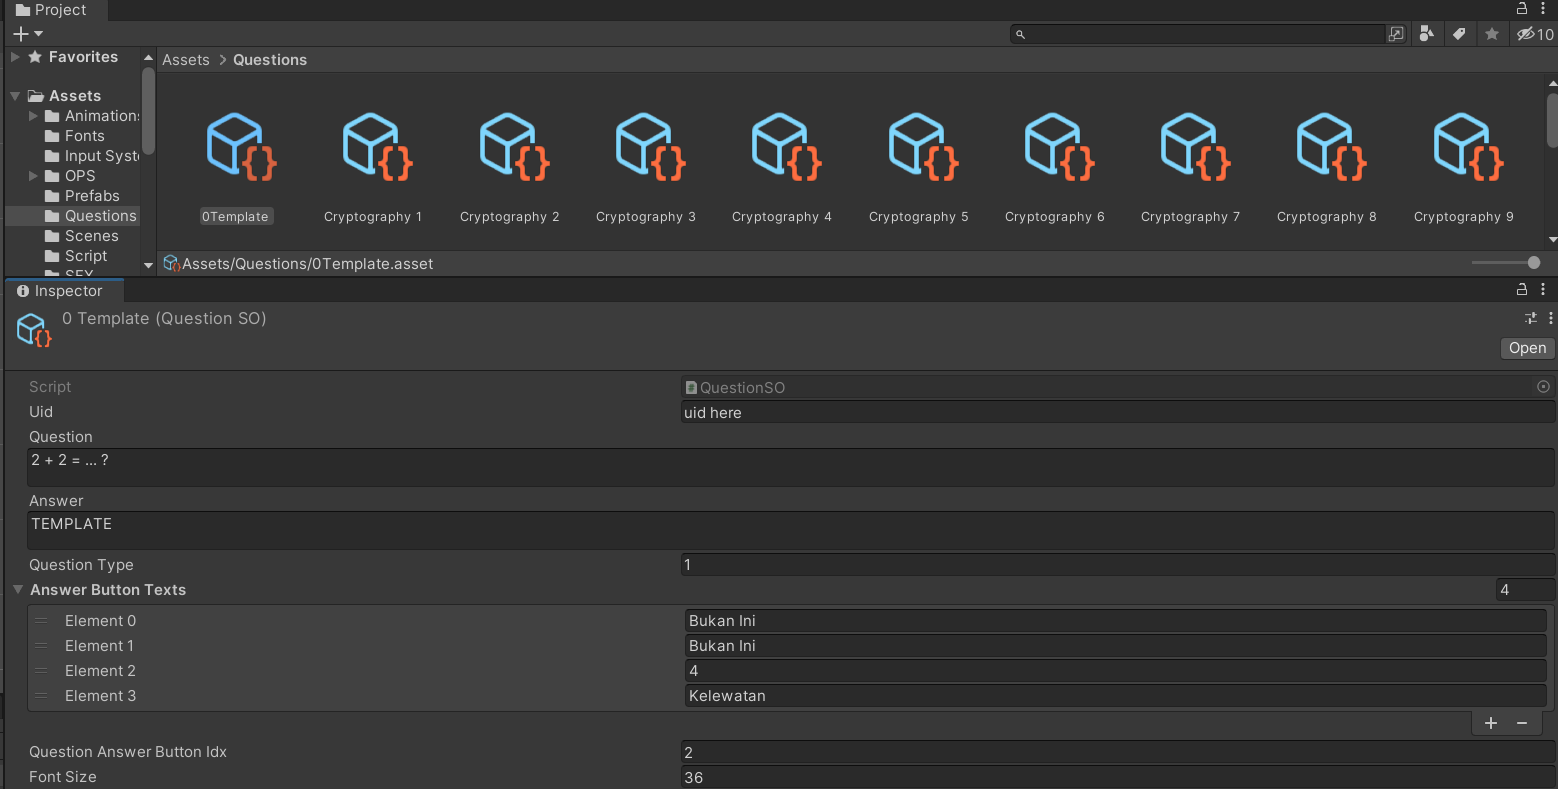 Project
10
Favorites
Assets
Animation
Fonts
Input Syst
OPS
Prefabs
Questions
Scenes
Script
SFX
Assets > Questions
0Template
Cryptography 1
Cryptography 2
Cryptography 3
Cryptography 4
Cryptography 5
Cryptography 6
Cryptography 7
Cryptography 8
Cryptography 9
Assets/Questions/0Template.asset
Inspector
0 Template (Question SO)
Open
Script QuestionSO
Uid uid here
Question
2 + 2 = ... ?
Answer
TEMPLATE
Question Type 1
Answer Button Texts 4
Element 0 Bukan Ini
Element 1 Bukan Ini
Element 2 4
Element 3 Kelewatan
Question Answer Button Idx 2
Font Size 36